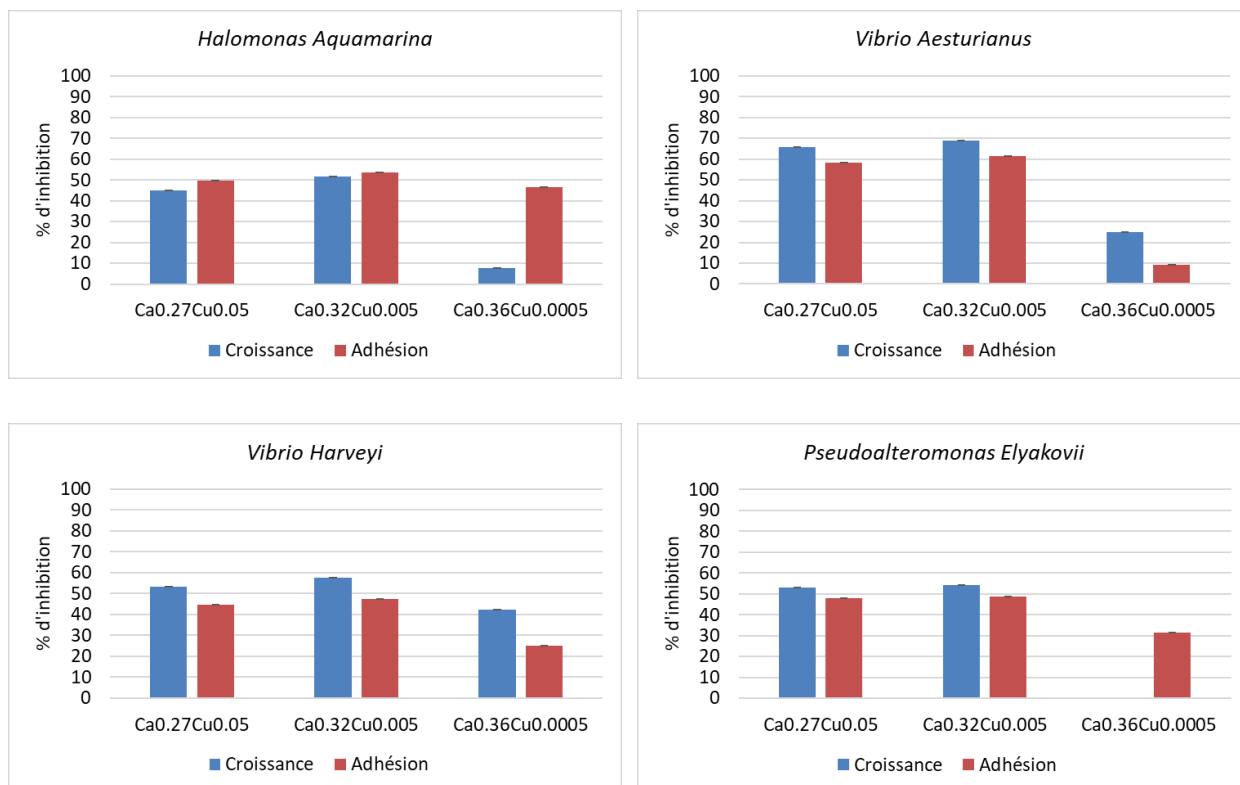 Halomonas Aquamarina
% d'inhibition
100
90
80
70
60
50
40
30
20
10
0
Ca0.27Cu0.05 Ca0.32Cu0.005 Ca0.36Cu0.0005
Croissance Adhésion
Vibrio Aesturianus
% d'inhibition
100
90
80
70
60
50
40
30
20
10
0
Ca0.27Cu0.05 Ca0.32Cu0.005 Ca0.36Cu0.0005
Croissance Adhésion
Vibrio Harveyi
% d'inhibition
100
90
80
70
60
50
40
30
20
10
0
Ca0.27Cu0.05 Ca0.32Cu0.005 Ca0.36Cu0.0005
Croissance Adhésion
Pseudoalteromonas Elyakovii
% d'inhibition
100
90
80
70
60
50
40
30
20
10
0
Ca0.27Cu0.05 Ca0.32Cu0.005 Ca0.36Cu0.0005
Croissance Adhésion